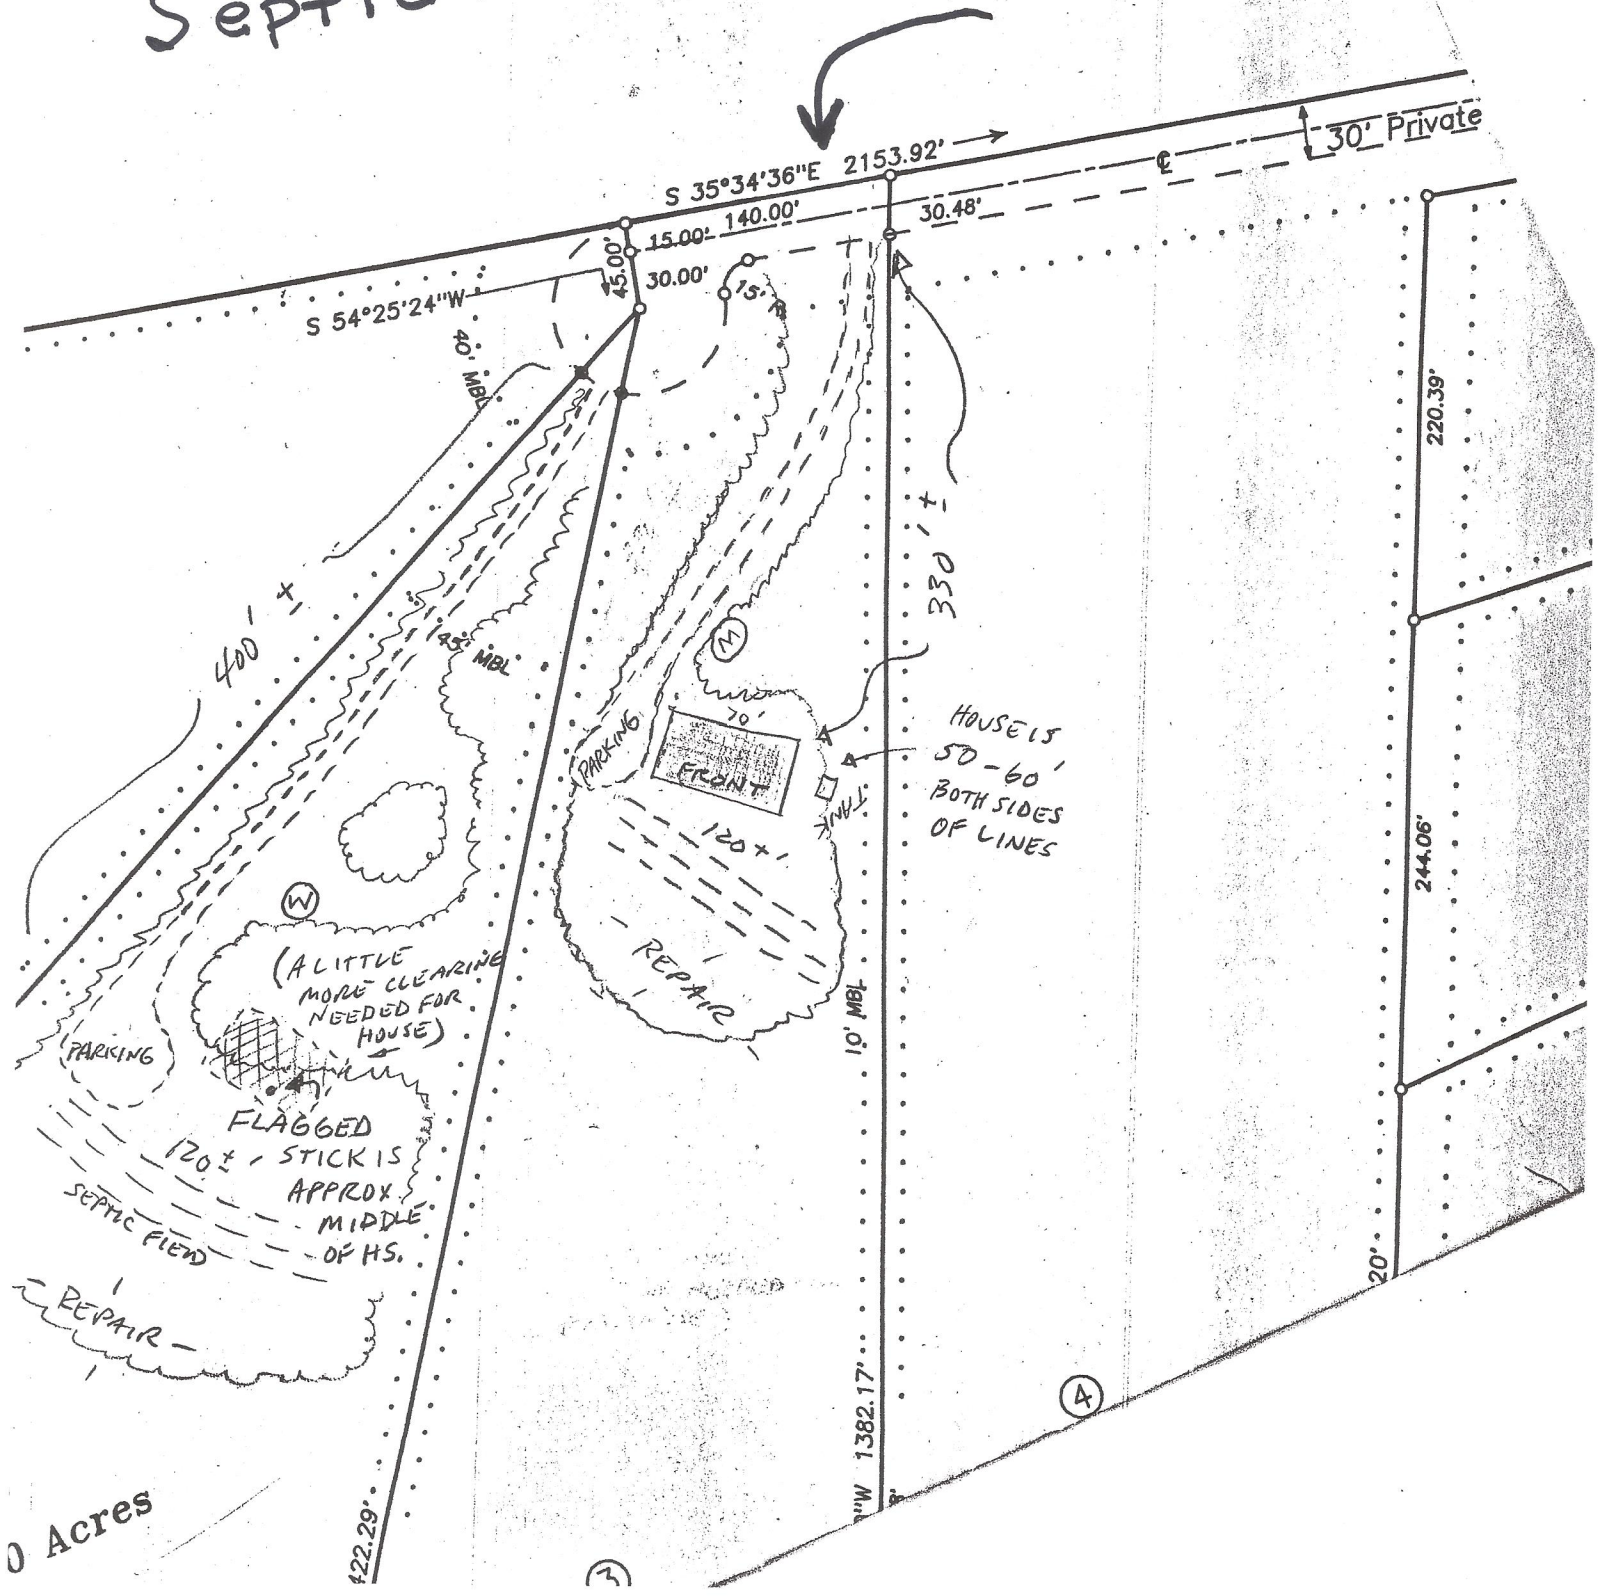 Septic
S 35°34'36"E 2153.92'
30' Private
℄
140.00'
30.48'
15.00'
45.00'
30.00'
15.
S 54°25'24"W
40' MBL
220.39'
330'±
400'±
45' MBL
W
HOUSE IS
50-60'
BOTH SIDES
OF LINES
70'
PARKING
FRONT
TANK
120±'
244.06'
W
(A LITTLE
MORE CLEARING
NEEDED FOR
HOUSE)
REPAIR
10' MBL
PARKING
FLAGGED
STICK IS
APPROX
MIDDLE
OF HS.
120±'
SEPTIC FIELD
REPAIR
20'
1382.17'
"W
4
0 Acres
422.29'
3